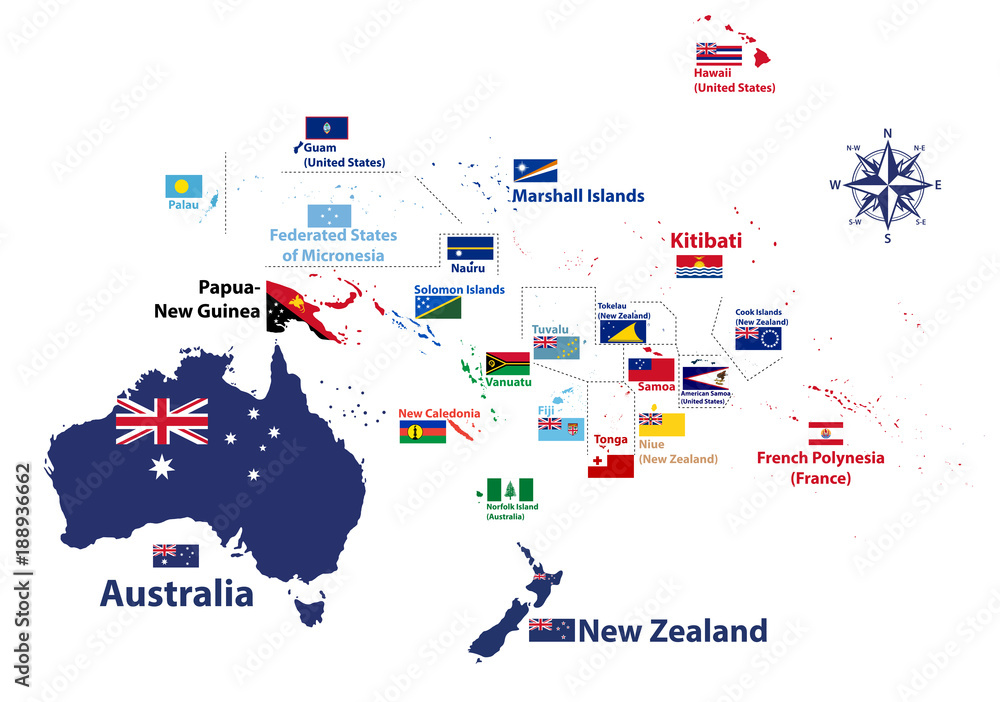 Hawaii
(United States)
Guam
(United States)
N
N-W
N-E
W
E
S-W
S-E
S
Palau
Marshall Islands
Federated States
of Micronesia
Kitibati
Nauru
Papua-
New Guinea
Solomon Islands
Tokelau
(New Zealand)
Cook Islands
(New Zealand)
Tuvalu
Vanuatu
Samoa
American Samoa
(United States)
New Caledonia
Fiji
Tonga
Niue
(New Zealand)
French Polynesia
(France)
Norfolk Island
(Australia)
Australia
New Zealand
Adobe Stock | #188936662
Adobe Stock